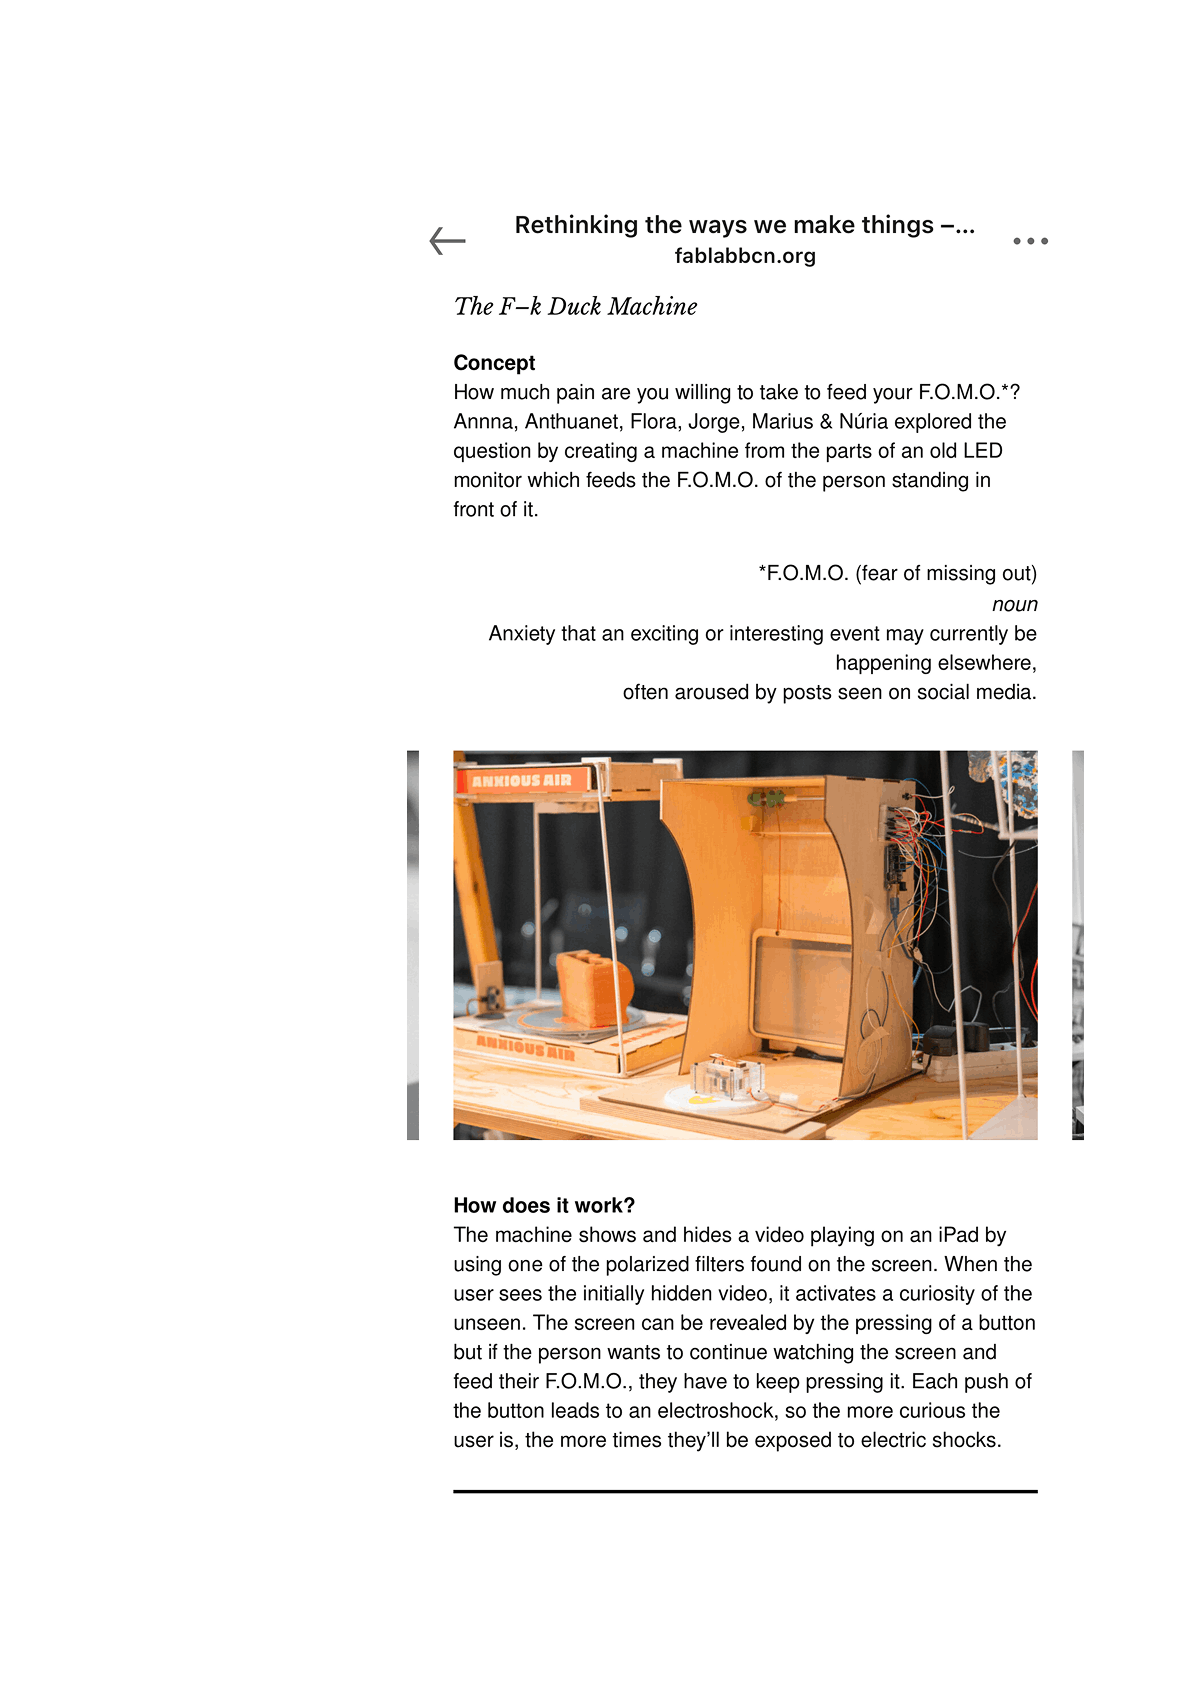 Rethinking the ways we make things –...
fablabbcn.org
The F–k Duck Machine
Concept
How much pain are you willing to take to feed your F.O.M.O.*?
Annna, Anthuanet, Flora, Jorge, Marius & Núria explored the
question by creating a machine from the parts of an old LED
monitor which feeds the F.O.M.O. of the person standing in
front of it.
*F.O.M.O. (fear of missing out)
noun
Anxiety that an exciting or interesting event may currently be
happening elsewhere,
often aroused by posts seen on social media.
ANXIOUS AIR
ANXIOUS AIR
How does it work?
The machine shows and hides a video playing on an iPad by
using one of the polarized filters found on the screen. When the
user sees the initially hidden video, it activates a curiosity of the
unseen. The screen can be revealed by the pressing of a button
but if the person wants to continue watching the screen and
feed their F.O.M.O., they have to keep pressing it. Each push of
the button leads to an electroshock, so the more curious the
user is, the more times they’ll be exposed to electric shocks.